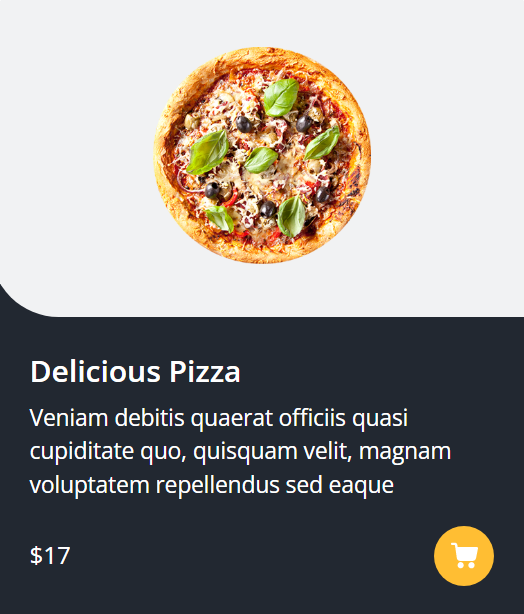 Delicious Pizza
Veniam debitis quaerat officiis quasi
cupiditate quo, quisquam velit, magnam
voluptatem repellendus sed eaque
$17